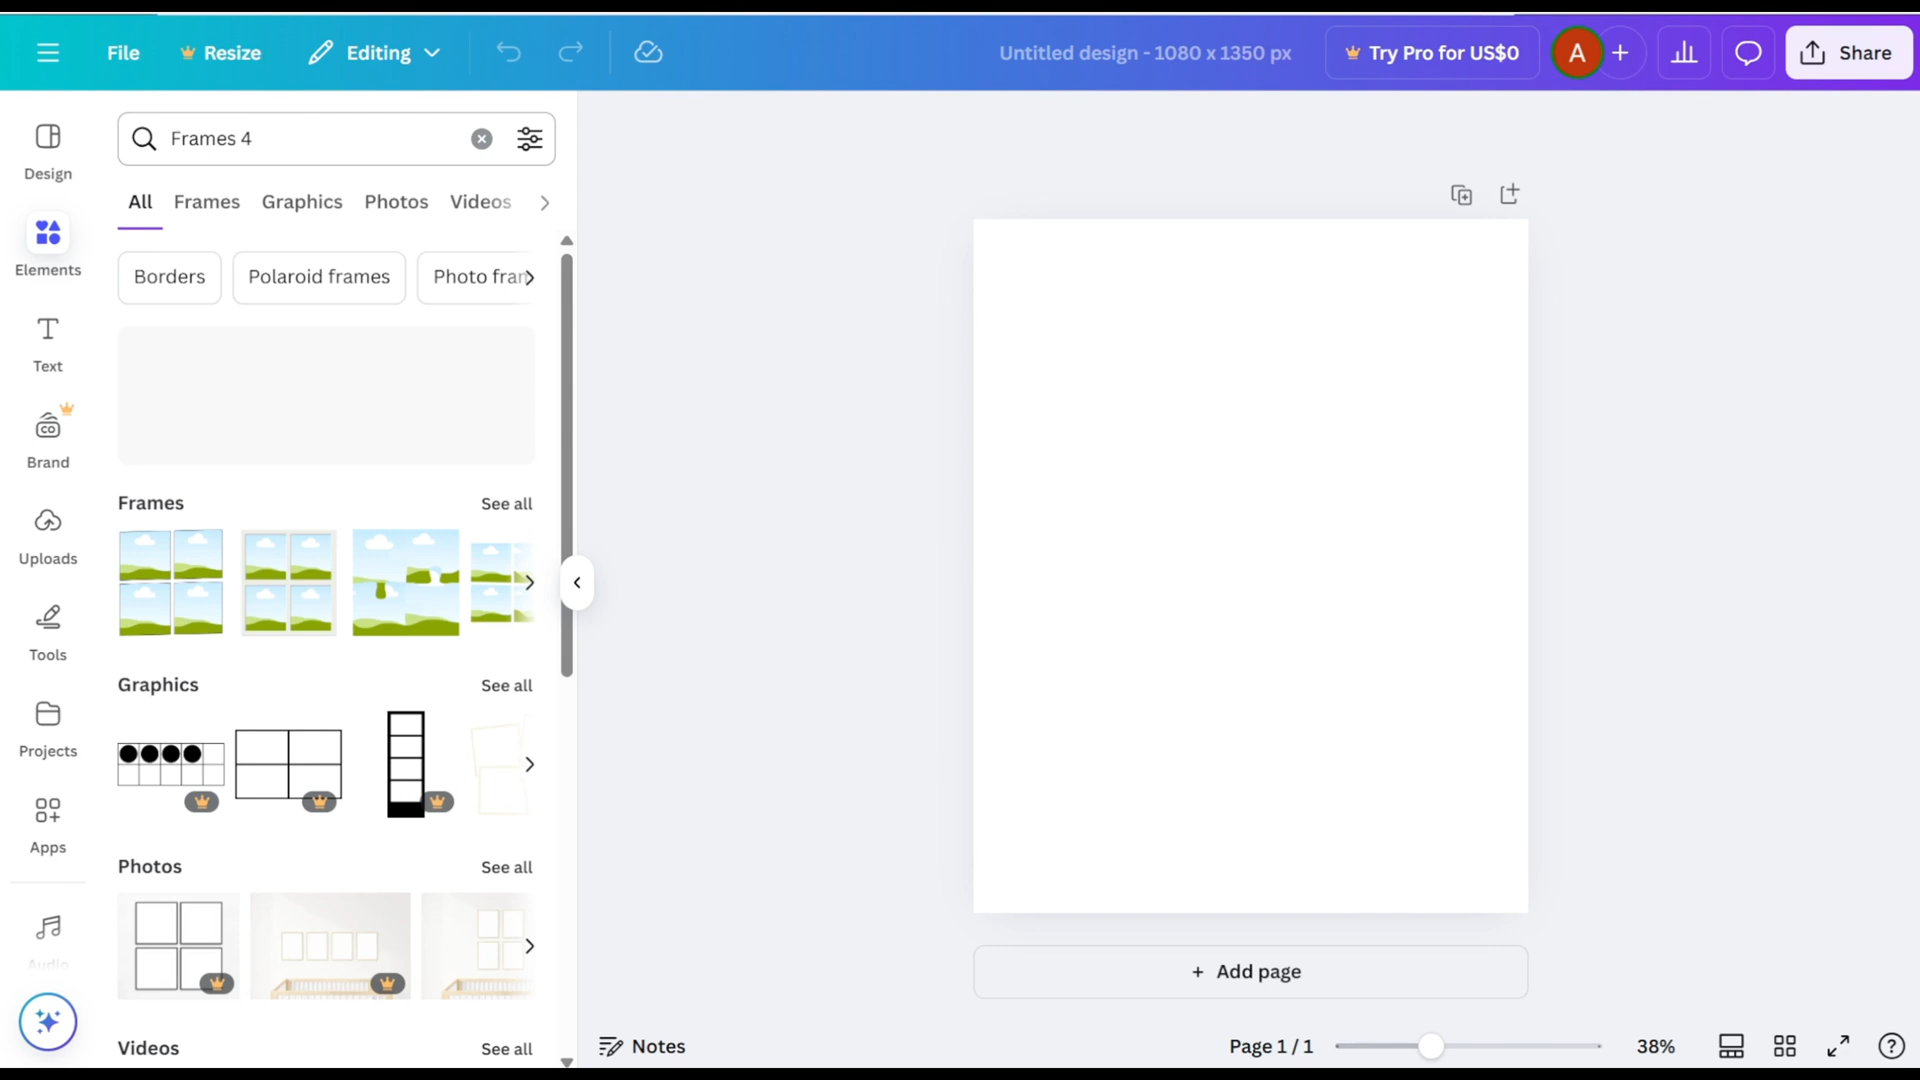 File
Resize
Editing
Untitled design - 1080 x 1350 px
Try Pro for US$0
A
Share
Design
Elements
Text
Brand
Uploads
Tools
Projects
Apps
Audio
Frames 4
All
Frames
Graphics
Photos
Videos
Borders
Polaroid frames
Photo fran
Frames
See all
Graphics
See all
Photos
See all
Videos
See all
+ Add page
Notes
Page 1 / 1
38%